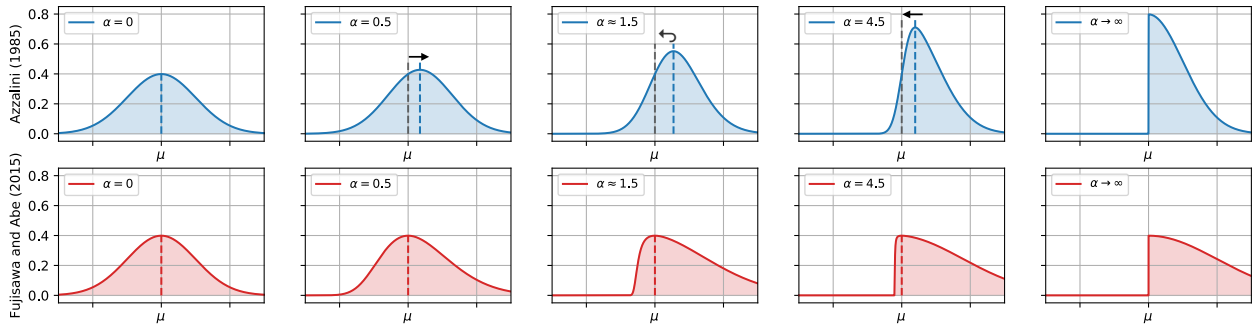 Azzalini (1985)
0.8
0.6
0.4
0.2
0.0
α = 0
μ
α = 0.5
μ
α ≈ 1.5
μ
α = 4.5
μ
α → ∞
μ
Fujisawa and Abe (2015)
0.8
0.6
0.4
0.2
0.0
α = 0
μ
α = 0.5
μ
α ≈ 1.5
μ
α = 4.5
μ
α → ∞
μ